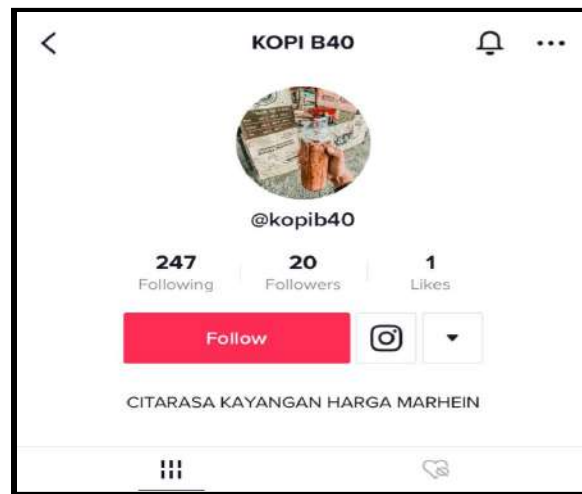 KOPI B40
@kopib40
247 20 1
Following Followers Likes
Follow
CITARASA KAYANGAN HARGA MARHEIN